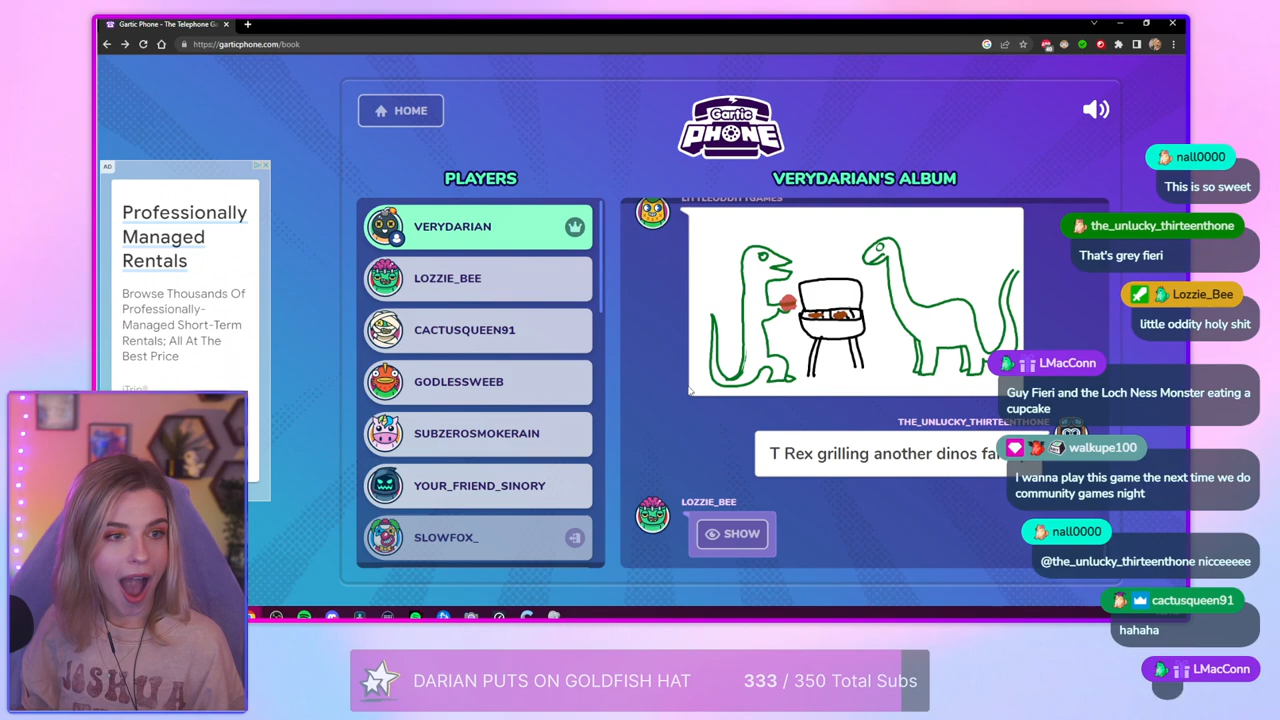 Gartic Phone - The Telephone Ga
https://garticphone.com/book
HOME
Gartic
PHONE
PLAYERS
VERYDARIAN
LOZZIE_BEE
CACTUSQUEEN91
GODLESSWEEB
SUBZEROSMOKERAIN
YOUR_FRIEND_SINORY
SLOWFOX_
VERYDARIAN'S ALBUM
LITTLEODDITYGAMES
THE_UNLUCKY_THIRTEENTHONE
T Rex grilling another dinos
LOZZIE_BEE
SHOW
AD
Professionally
Managed
Rentals
Browse Thousands Of
Professionally-
Managed Short-Term
Rentals; All At The
Best Price
nall0000
This is so sweet
the_unlucky_thirteenthone
That's grey fieri
Lozzie_Bee
little oddity holy shit
LMacConn
Guy Fieri and the Loch Ness Monster eating a
cupcake
walkupe100
I wanna play this game the next time we do
community games night
nall0000
@the_unlucky_thirteenthone nicceeeee
cactusqueen91
hahaha
LMacConn
JOSHUA
DARIAN PUTS ON GOLDFISH HAT
333 / 350 Total Subs